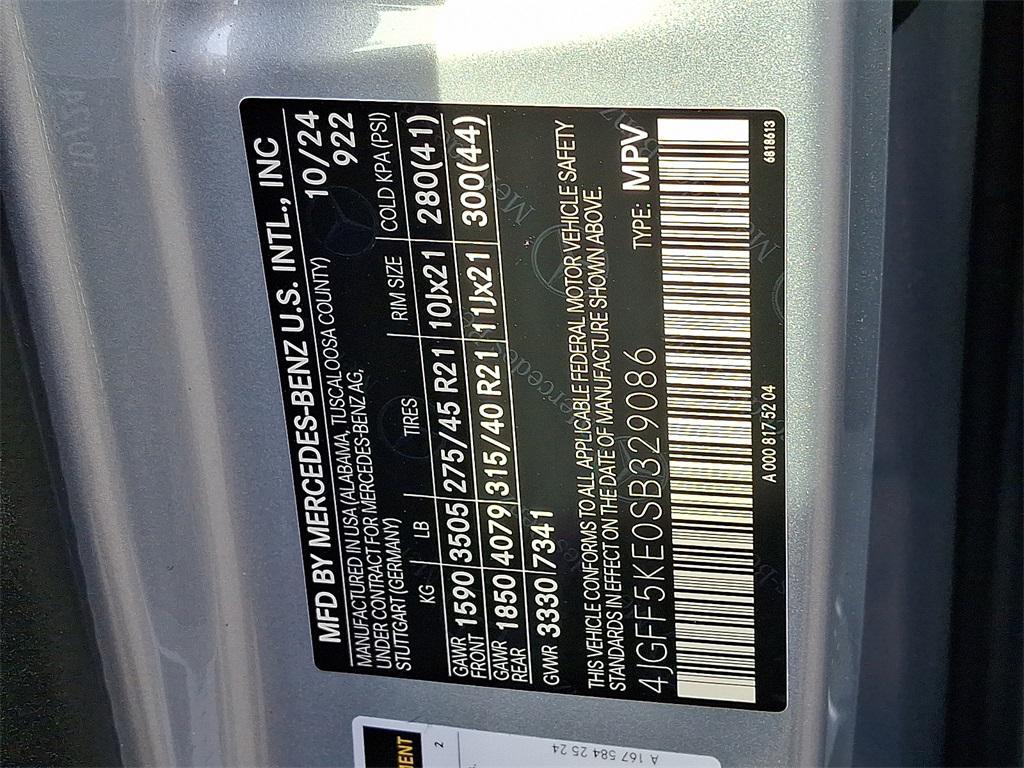 MFD BY MERCEDES-BENZ U.S. INTL., INC
MANUFACTURED IN USA (ALABAMA, TUSCALOOSA COUNTY) 10/24
UNDER CONTRACT FOR MERCEDES-BENZ AG, 922
STUTTGART (GERMANY)
KG LB TIRES RIM SIZE COLD KPA (PSI)
GAWR FRONT 1590 3505 275/45 R21 10Jx21 280(41)
GAWR REAR 1850 4079 315/40 R21 11Jx21 300(44)
GVWR 3330 7341
THIS VEHICLE CONFORMS TO ALL APPLICABLE FEDERAL MOTOR VEHICLE SAFETY
STANDARDS IN EFFECT ON THE DATE OF MANUFACTURE SHOWN ABOVE.
4JGFF5KE0SB329086 TYPE: MPV
A 000 817 52 04 6818613
2
A 167 584 25 24